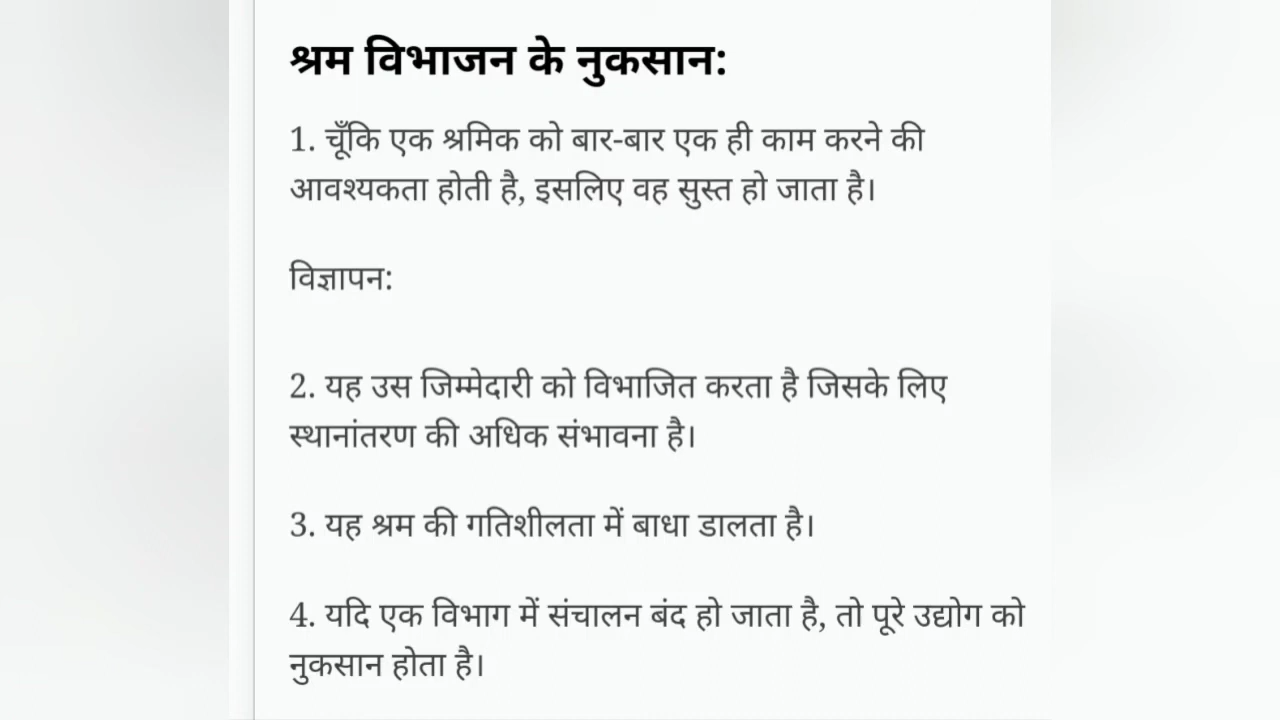 श्रम विभाजन के नुकसान:
1. चूँकि एक श्रमिक को बार-बार एक ही काम करने की
आवश्यकता होती है, इसलिए वह सुस्त हो जाता है।
विज्ञापन:
2. यह उस जिम्मेदारी को विभाजित करता है जिसके लिए
स्थानांतरण की अधिक संभावना है।
3. यह श्रम की गतिशीलता में बाधा डालता है।
4. यदि एक विभाग में संचालन बंद हो जाता है, तो पूरे उद्योग को
नुकसान होता है।